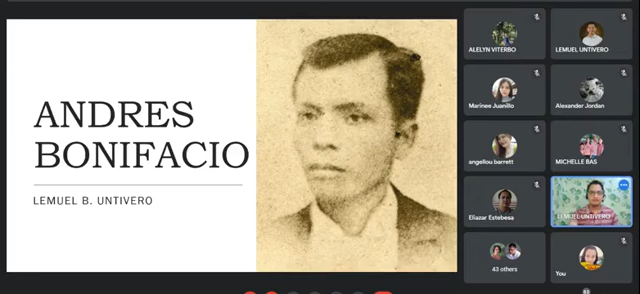 ANDRES
BONIFACIO
LEMUEL B. UNTIVERO
ALELYN VITERBO
LEMUEL UNTIVERO
Marinee Juanillo
Alexander Jordan
angellou barrett
MICHELLE BAS
Eliazar Estebesa
LEMUEL UNTIVERO
43 others
You